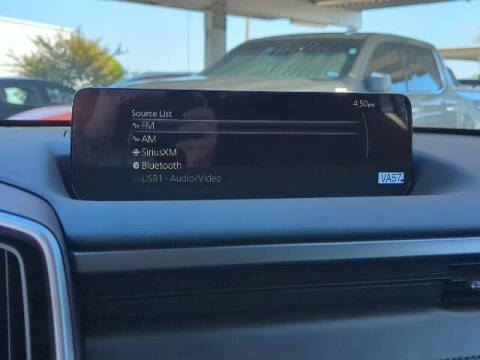 Source List
4:50PM
FM
AM
SiriusXM
Bluetooth
USB1 - Audio/Video
VA57